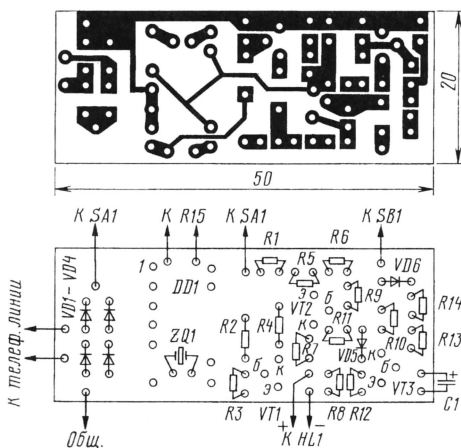 20
50
К SA1
К R15
К SA1
К SB1
R1
R5
R6
VD1-VD4
1
DD1
VD6
Э
VT2
R9
R14
К телеф. линии
R2
R4
К
R11
R13
ZQ1
Б
К
R7
VD5
К
R10
Б
Э
R3
VT1
Э
R8
R12
VT3
+
C1
Общ.
+
−
К HL1